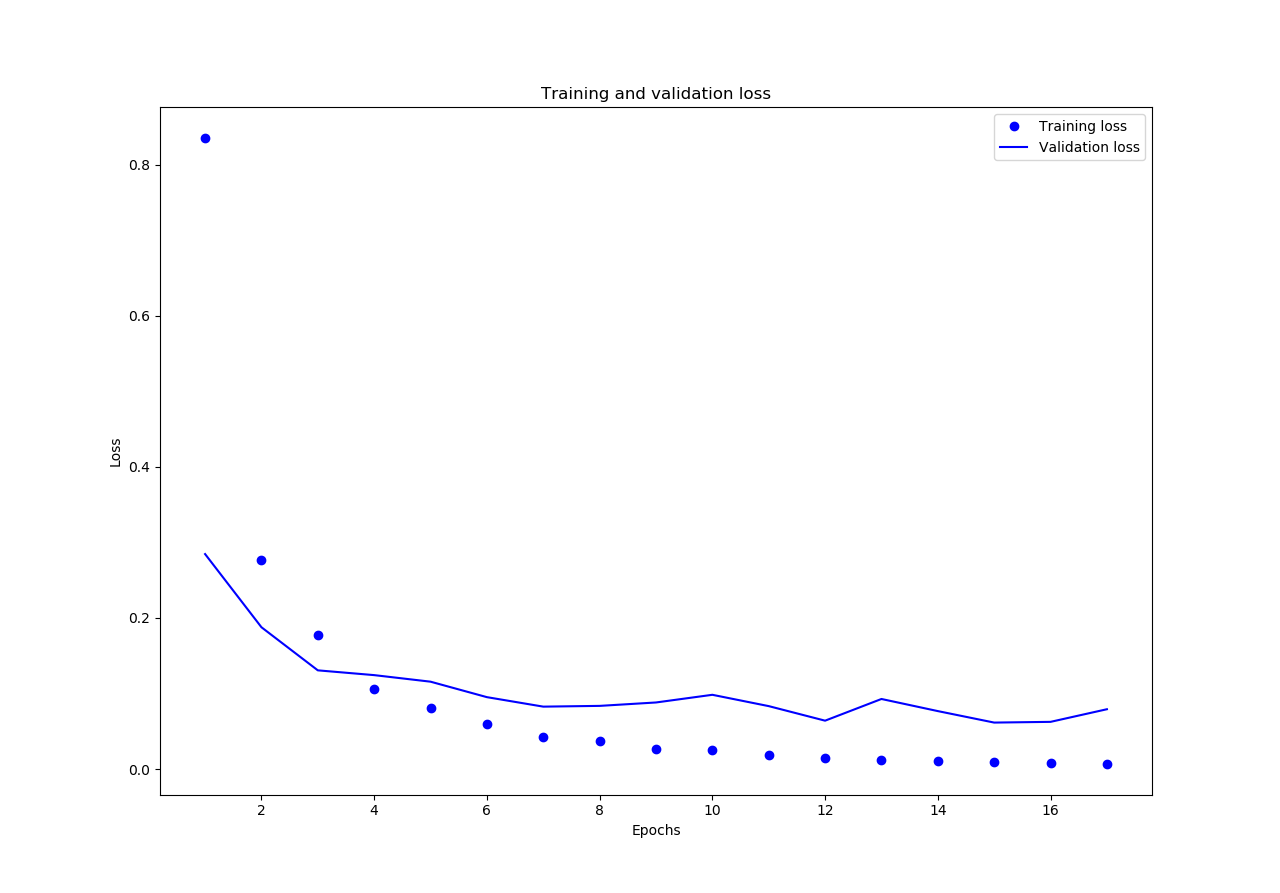 Training and validation loss
Training loss
Validation loss
0.8
0.6
0.4
0.2
0.0
Loss
2 4 6 8 10 12 14 16
Epochs